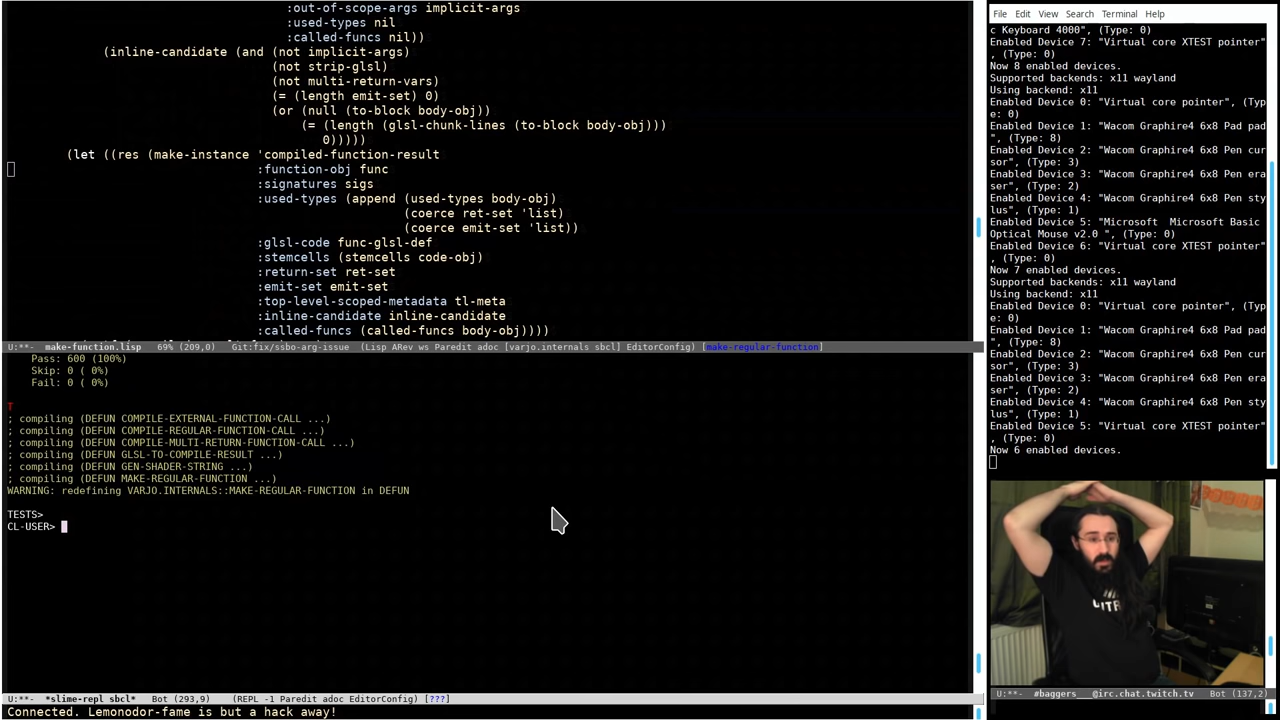 :out-of-scope-args implicit-args
:used-types nil
:called-funcs nil))
(inline-candidate (and (not implicit-args)
(not strip-glsl)
(not multi-return-vars)
(= (length emit-set) 0)
(or (null (to-block body-obj))
(= (length (glsl-chunk-lines (to-block body-obj)))
0)))))
(let ((res (make-instance 'compiled-function-result
:function-obj func
:signatures sigs
:used-types (append (used-types body-obj)
(coerce ret-set 'list)
(coerce emit-set 'list))
:glsl-code func-glsl-def
:stemcells (stemcells code-obj)
:return-set ret-set
:emit-set emit-set
:top-level-scoped-metadata tl-meta
:inline-candidate inline-candidate
:called-funcs (called-funcs body-obj))))
U:**-  make-function.lisp   69% (209,0)   Git:fix/ssbo-arg-issue  (Lisp ARev ws Paredit adoc [varjo.internals sbcl] EditorConfig) [make-regular-function]
Pass: 600 (100%)
Skip: 0 ( 0%)
Fail: 0 ( 0%)
T
; compiling (DEFUN COMPILE-EXTERNAL-FUNCTION-CALL ...)
; compiling (DEFUN COMPILE-REGULAR-FUNCTION-CALL ...)
; compiling (DEFUN COMPILE-MULTI-RETURN-FUNCTION-CALL ...)
; compiling (DEFUN GLSL-TO-COMPILE-RESULT ...)
; compiling (DEFUN GEN-SHADER-STRING ...)
; compiling (DEFUN MAKE-REGULAR-FUNCTION ...)
WARNING: redefining VARJO.INTERNALS::MAKE-REGULAR-FUNCTION in DEFUN
TESTS>
CL-USER>
U:**-  *slime-repl sbcl*   Bot (293,9)    (REPL -1 Paredit adoc EditorConfig) [???]
Connected. Lemonodor-fame is but a hack away!
File  Edit  View  Search  Terminal  Help
c Keyboard 4000", (Type: 0)
Enabled Device 7: "Virtual core XTEST pointer"
, (Type: 0)
Now 8 enabled devices.
Supported backends: x11 wayland
Using backend: x11
Enabled Device 0: "Virtual core pointer", (Typ
e: 0)
Enabled Device 1: "Wacom Graphire4 6x8 Pad pad
", (Type: 8)
Enabled Device 2: "Wacom Graphire4 6x8 Pen cur
sor", (Type: 3)
Enabled Device 3: "Wacom Graphire4 6x8 Pen era
ser", (Type: 2)
Enabled Device 4: "Wacom Graphire4 6x8 Pen sty
lus", (Type: 1)
Enabled Device 5: "Microsoft  Microsoft Basic
Optical Mouse v2.0 ", (Type: 0)
Enabled Device 6: "Virtual core XTEST pointer"
, (Type: 0)
Now 7 enabled devices.
Supported backends: x11 wayland
Using backend: x11
Enabled Device 0: "Virtual core pointer", (Typ
e: 0)
Enabled Device 1: "Wacom Graphire4 6x8 Pad pad
", (Type: 8)
Enabled Device 2: "Wacom Graphire4 6x8 Pen cur
sor", (Type: 3)
Enabled Device 3: "Wacom Graphire4 6x8 Pen era
ser", (Type: 2)
Enabled Device 4: "Wacom Graphire4 6x8 Pen sty
lus", (Type: 1)
Enabled Device 5: "Virtual core XTEST pointer"
, (Type: 0)
Now 6 enabled devices.
U:**-  #baggers___@irc.chat.twitch.tv   Bot (137,2)